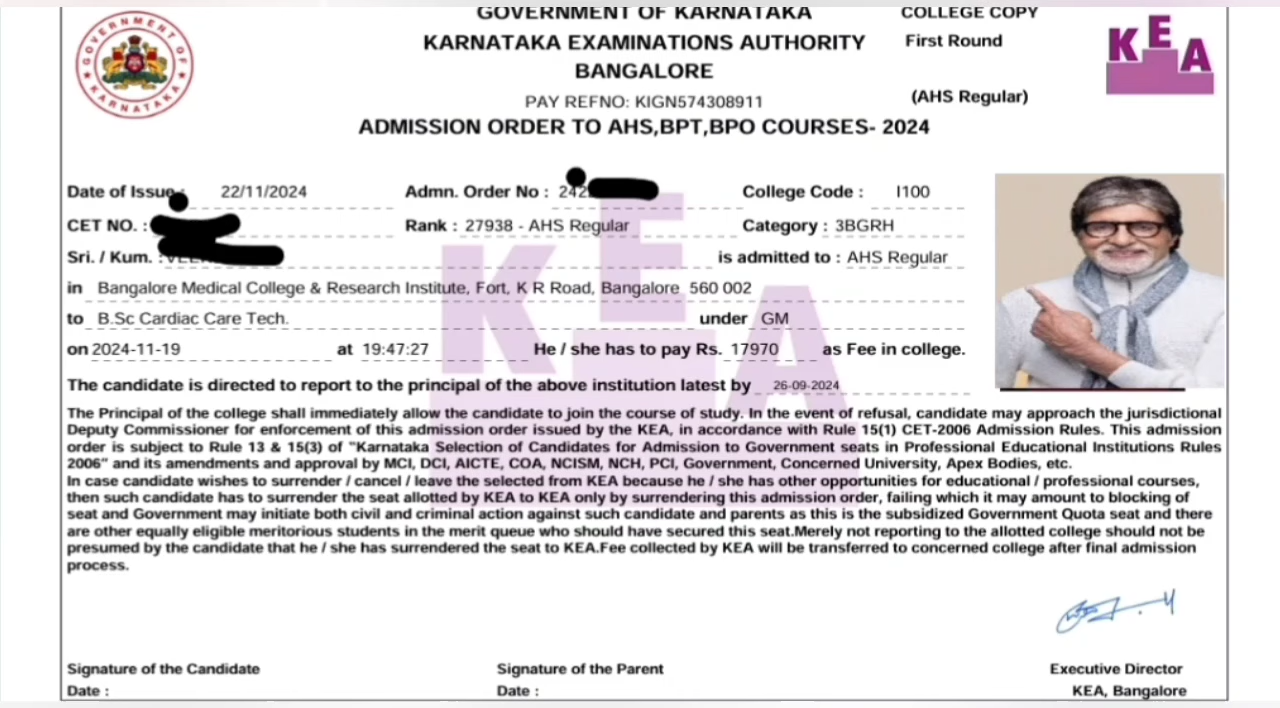 GOVERNMENT OF KARNATAKA
COLLEGE COPY
KARNATAKA EXAMINATIONS AUTHORITY
First Round
BANGALORE
PAY REFNO: KIGN574308911
(AHS Regular)
ADMISSION ORDER TO AHS,BPT,BPO COURSES- 2024
GOVERNMENT OF KARNATAKA
KEA
Date of Issue : 22/11/2024 Admn. Order No : 242 College Code : I100
CET NO. : Rank : 27938 - AHS Regular Category : 3BGRH
Sri. / Kum. : is admitted to : AHS Regular
in Bangalore Medical College & Research Institute, Fort, K R Road, Bangalore 560 002
to B.Sc Cardiac Care Tech. under GM
on 2024-11-19 at 19:47:27 He / she has to pay Rs. 17970 as Fee in college.
The candidate is directed to report to the principal of the above institution latest by 26-09-2024
The Principal of the college shall immediately allow the candidate to join the course of study. In the event of refusal, candidate may approach the jurisdictional
Deputy Commissioner for enforcement of this admission order issued by the KEA, in accordance with Rule 15(1) CET-2006 Admission Rules. This admission
order is subject to Rule 13 & 15(3) of "Karnataka Selection of Candidates for Admission to Government seats in Professional Educational Institutions Rules
2006" and its amendments and approval by MCI, DCI, AICTE, COA, NCISM, NCH, PCI, Government, Concerned University, Apex Bodies, etc.
In case candidate wishes to surrender / cancel / leave the selected from KEA because he / she has other opportunities for educational / professional courses,
then such candidate has to surrender the seat allotted by KEA to KEA only by surrendering this admission order, failing which it may amount to blocking of
seat and Government may initiate both civil and criminal action against such candidate and parents as this is the subsidized Government Quota seat and there
are other equally eligible meritorious students in the merit queue who should have secured this seat.Merely not reporting to the allotted college should not be
presumed by the candidate that he / she has surrendered the seat to KEA.Fee collected by KEA will be transferred to concerned college after final admission
process.
KEA
Signature of the Candidate Signature of the Parent Executive Director
Date : Date : KEA, Bangalore